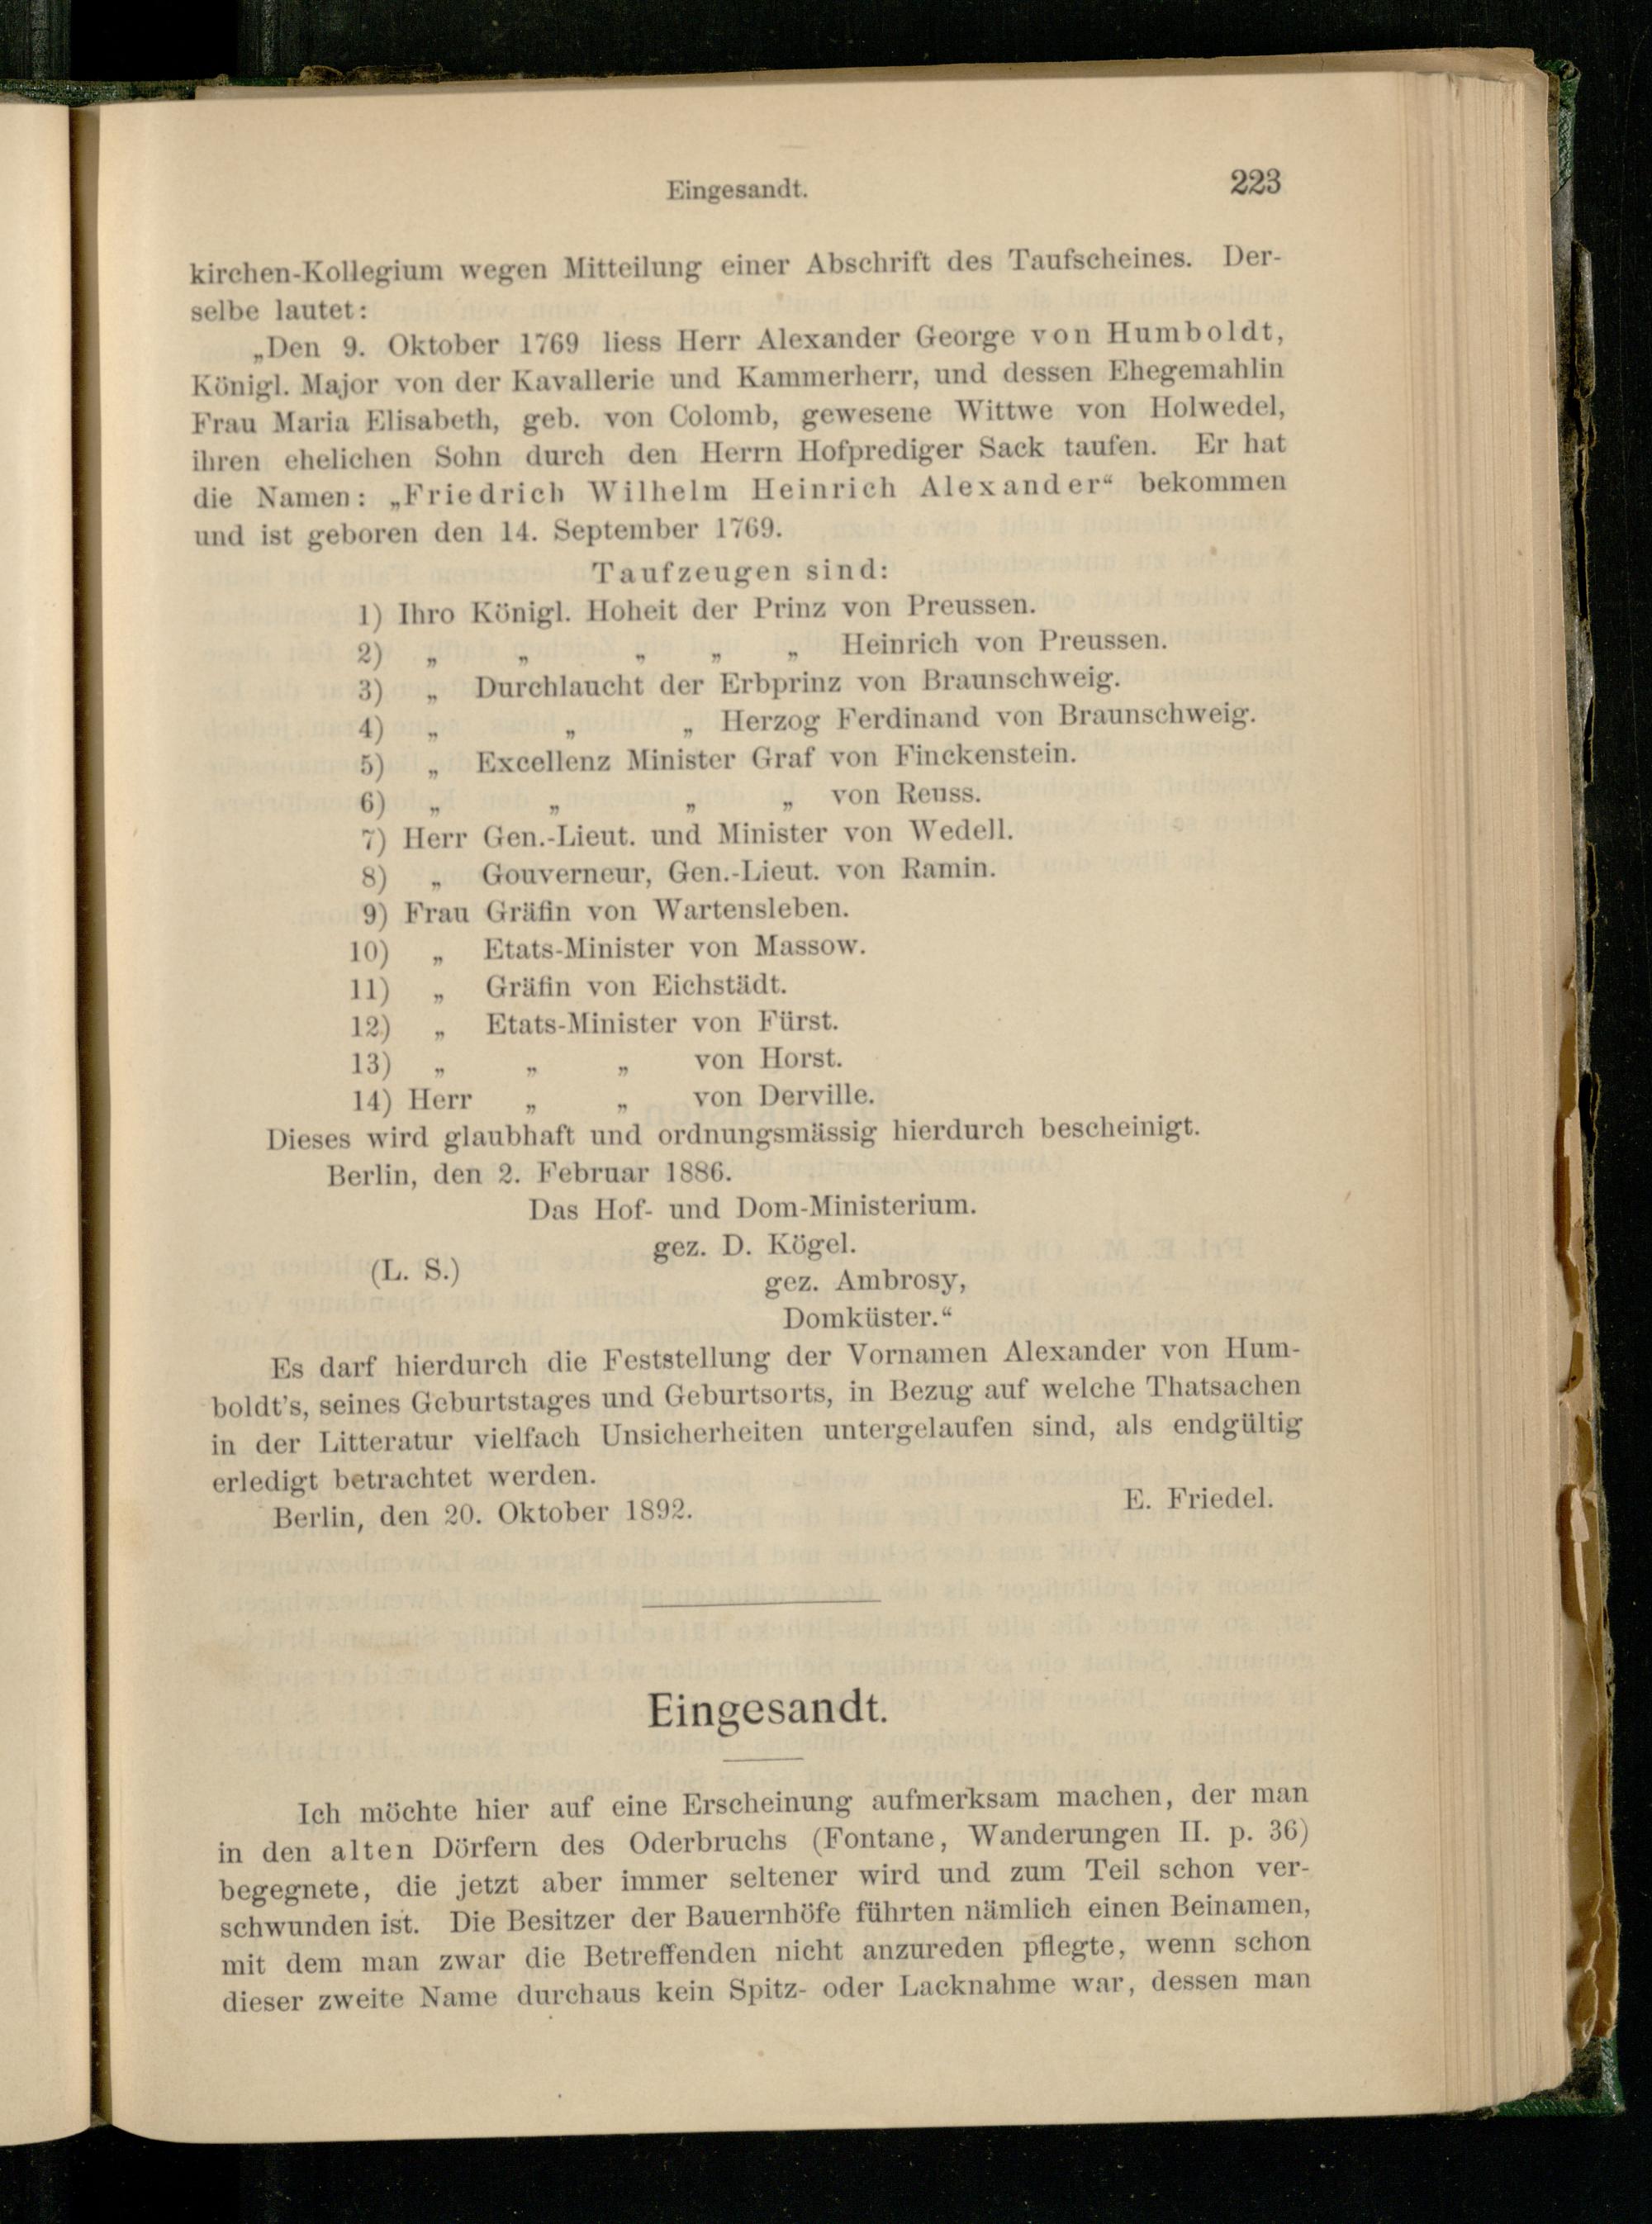 Eingesandt. 223
kirchen-Kollegium wegen Mitteilung einer Abschrift des Taufscheines. Der-
selbe lautet:
„Den 9. Oktober 1769 liess Herr Alexander George von Humboldt,
Königl. Major von der Kavallerie und Kammerherr, und dessen Ehegemahlin
Frau Maria Elisabeth, geb. von Colomb, gewesene Wittwe von Holwedel,
ihren ehelichen Sohn durch den Herrn Hofprediger Sack taufen. Er hat
die Namen: „Friedrich Wilhelm Heinrich Alexander“ bekommen
und ist geboren den 14. September 1769.
Taufzeugen sind:
1) Ihro Königl. Hoheit der Prinz von Preussen.
2) „ „ „ „ „ Heinrich von Preussen.
3) „ Durchlaucht der Erbprinz von Braunschweig.
4) „ „ „ Herzog Ferdinand von Braunschweig.
5) „ Excellenz Minister Graf von Finckenstein.
6) „ „ „ „ von Reuss.
7) Herr Gen.-Lieut. und Minister von Wedell.
8) „ Gouverneur, Gen.-Lieut. von Ramin.
9) Frau Gräfin von Wartensleben.
10) „ Etats-Minister von Massow.
11) „ Gräfin von Eichstädt.
12) „ Etats-Minister von Fürst.
13) „ „ „ von Horst.
14) Herr „ „ von Derville.
Dieses wird glaubhaft und ordnungsmässig hierdurch bescheinigt.
Berlin, den 2. Februar 1886.
Das Hof- und Dom-Ministerium.
gez. D. Kögel.
(L. S.) gez. Ambrosy,
Domküster.“
Es darf hierdurch die Feststellung der Vornamen Alexander von Hum-
boldt's, seines Geburtstages und Geburtsorts, in Bezug auf welche Thatsachen
in der Litteratur vielfach Unsicherheiten untergelaufen sind, als endgültig
erledigt betrachtet werden.
Berlin, den 20. Oktober 1892. E. Friedel.
Eingesandt.
Ich möchte hier auf eine Erscheinung aufmerksam machen, der man
in den alten Dörfern des Oderbruchs (Fontane, Wanderungen II. p. 36)
begegnete, die jetzt aber immer seltener wird und zum Teil schon ver-
schwunden ist. Die Besitzer der Bauernhöfe führten nämlich einen Beinamen,
mit dem man zwar die Betreffenden nicht anzureden pflegte, wenn schon
dieser zweite Name durchaus kein Spitz- oder Lacknahme war, dessen man